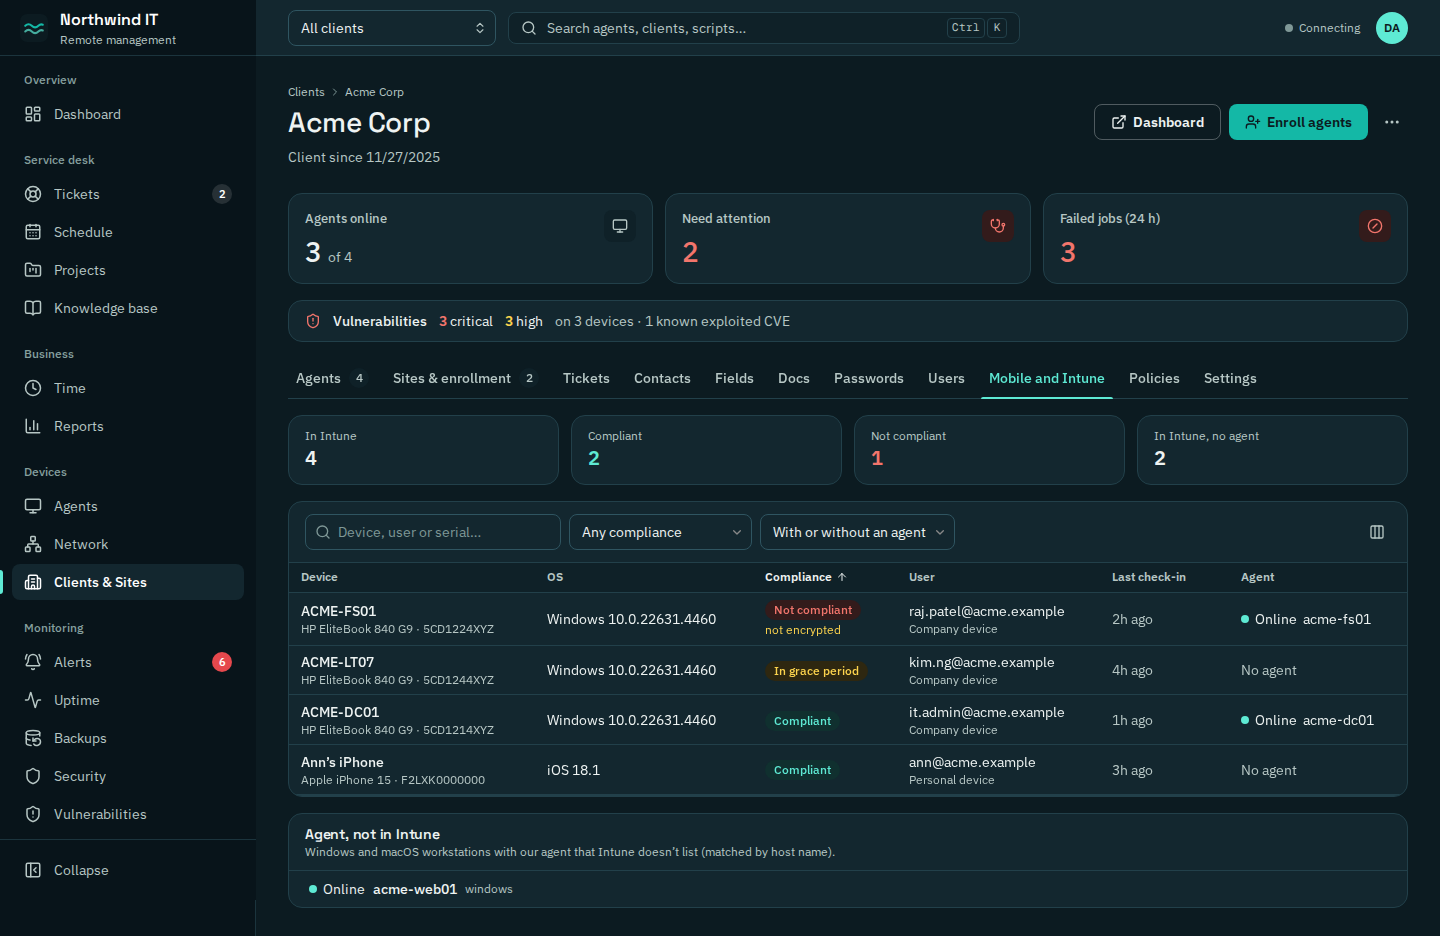 Northwind IT
Remote management
All clients
Search agents, clients, scripts...
Ctrl K
Connecting
DA
Overview
Dashboard
Service desk
Tickets 2
Schedule
Projects
Knowledge base
Business
Time
Reports
Devices
Agents
Network
Clients & Sites
Monitoring
Alerts 6
Uptime
Backups
Security
Vulnerabilities
Collapse
Clients > Acme Corp
Acme Corp
Client since 11/27/2025
Dashboard
Enroll agents
Agents online
3 of 4
Need attention
2
Failed jobs (24 h)
3
Vulnerabilities 3 critical 3 high on 3 devices · 1 known exploited CVE
Agents 4 Sites & enrollment 2 Tickets Contacts Fields Docs Passwords Users Mobile and Intune Policies Settings
In Intune
4
Compliant
2
Not compliant
1
In Intune, no agent
2
Device, user or serial...
Any compliance
With or without an agent
Device OS Compliance ↑ User Last check-in Agent
ACME-FS01
HP EliteBook 840 G9 · 5CD1224XYZ
Windows 10.0.22631.4460
Not compliant
not encrypted
raj.patel@acme.example
Company device
2h ago
Online acme-fs01
ACME-LT07
HP EliteBook 840 G9 · 5CD1244XYZ
Windows 10.0.22631.4460
In grace period
kim.ng@acme.example
Company device
4h ago
No agent
ACME-DC01
HP EliteBook 840 G9 · 5CD1214XYZ
Windows 10.0.22631.4460
Compliant
it.admin@acme.example
Company device
1h ago
Online acme-dc01
Ann’s iPhone
Apple iPhone 15 · F2LXK0000000
iOS 18.1
Compliant
ann@acme.example
Personal device
3h ago
No agent
Agent, not in Intune
Windows and macOS workstations with our agent that Intune doesn’t list (matched by host name).
Online acme-web01 windows